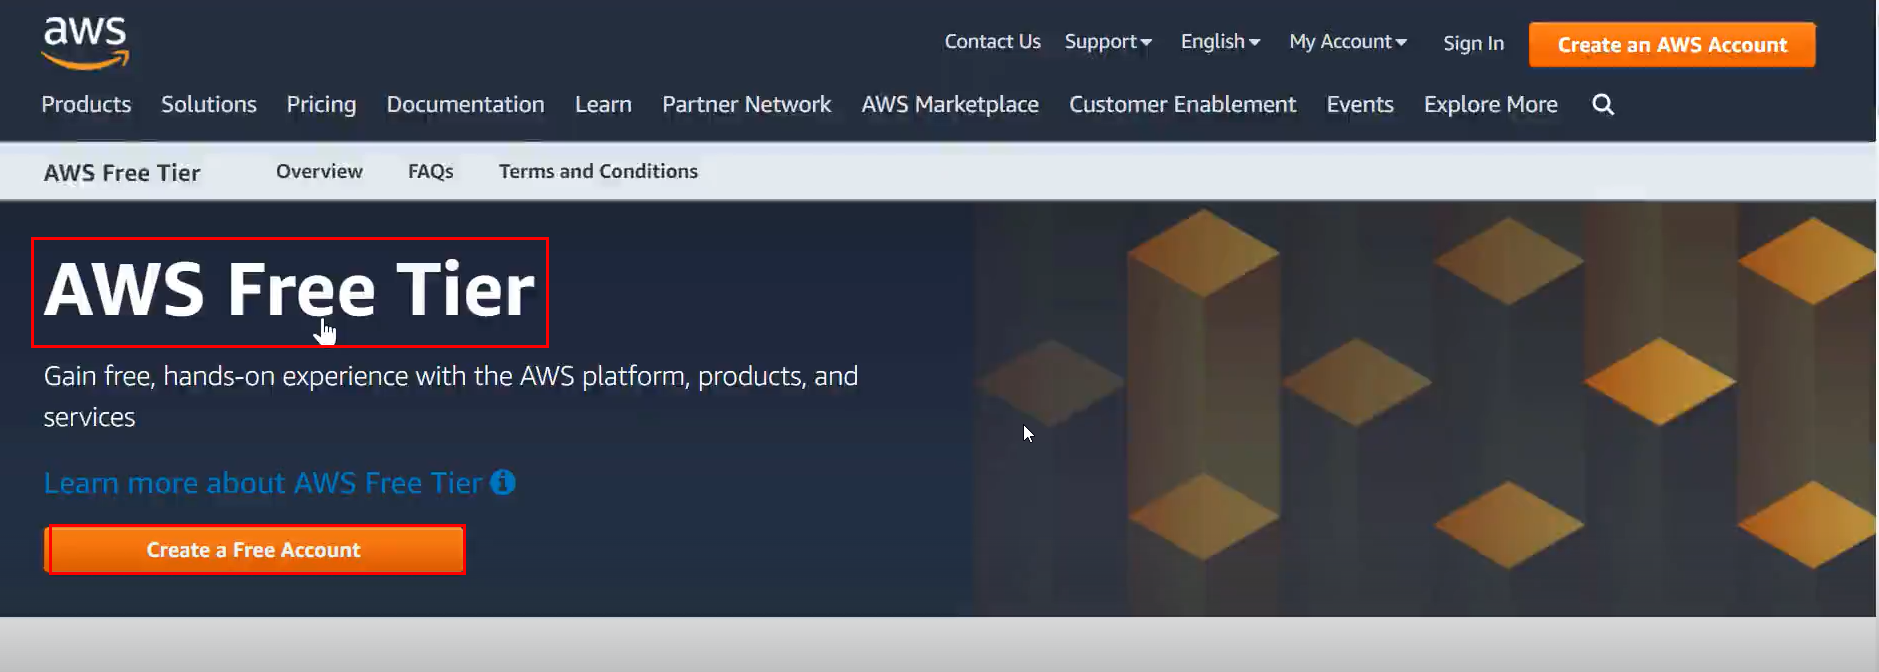 aws
Contact Us Support English My Account Sign In Create an AWS Account
Products Solutions Pricing Documentation Learn Partner Network AWS Marketplace Customer Enablement Events Explore More
AWS Free Tier Overview FAQs Terms and Conditions
AWS Free Tier
Gain free, hands-on experience with the AWS platform, products, and
services
Learn more about AWS Free Tier
Create a Free Account